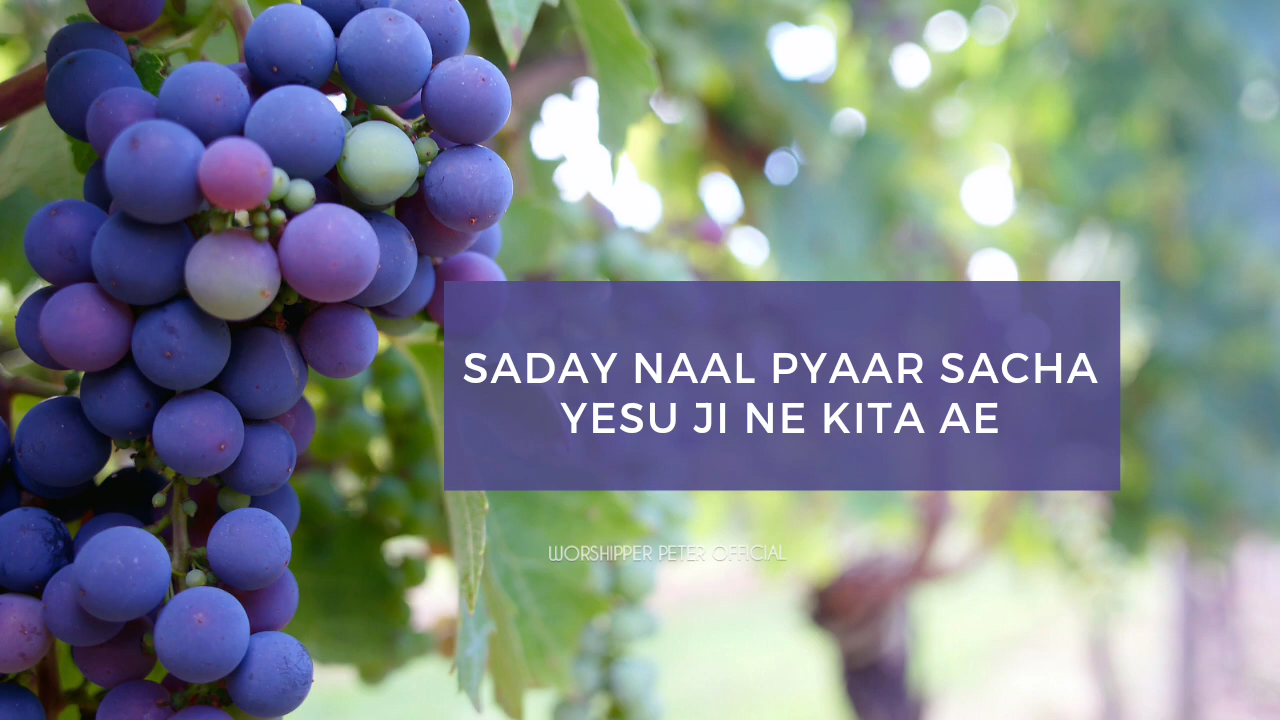 SADAY NAAL PYAAR SACHA
YESU JI NE KITA AE
WORSHIPPER PETER OFFICIAL